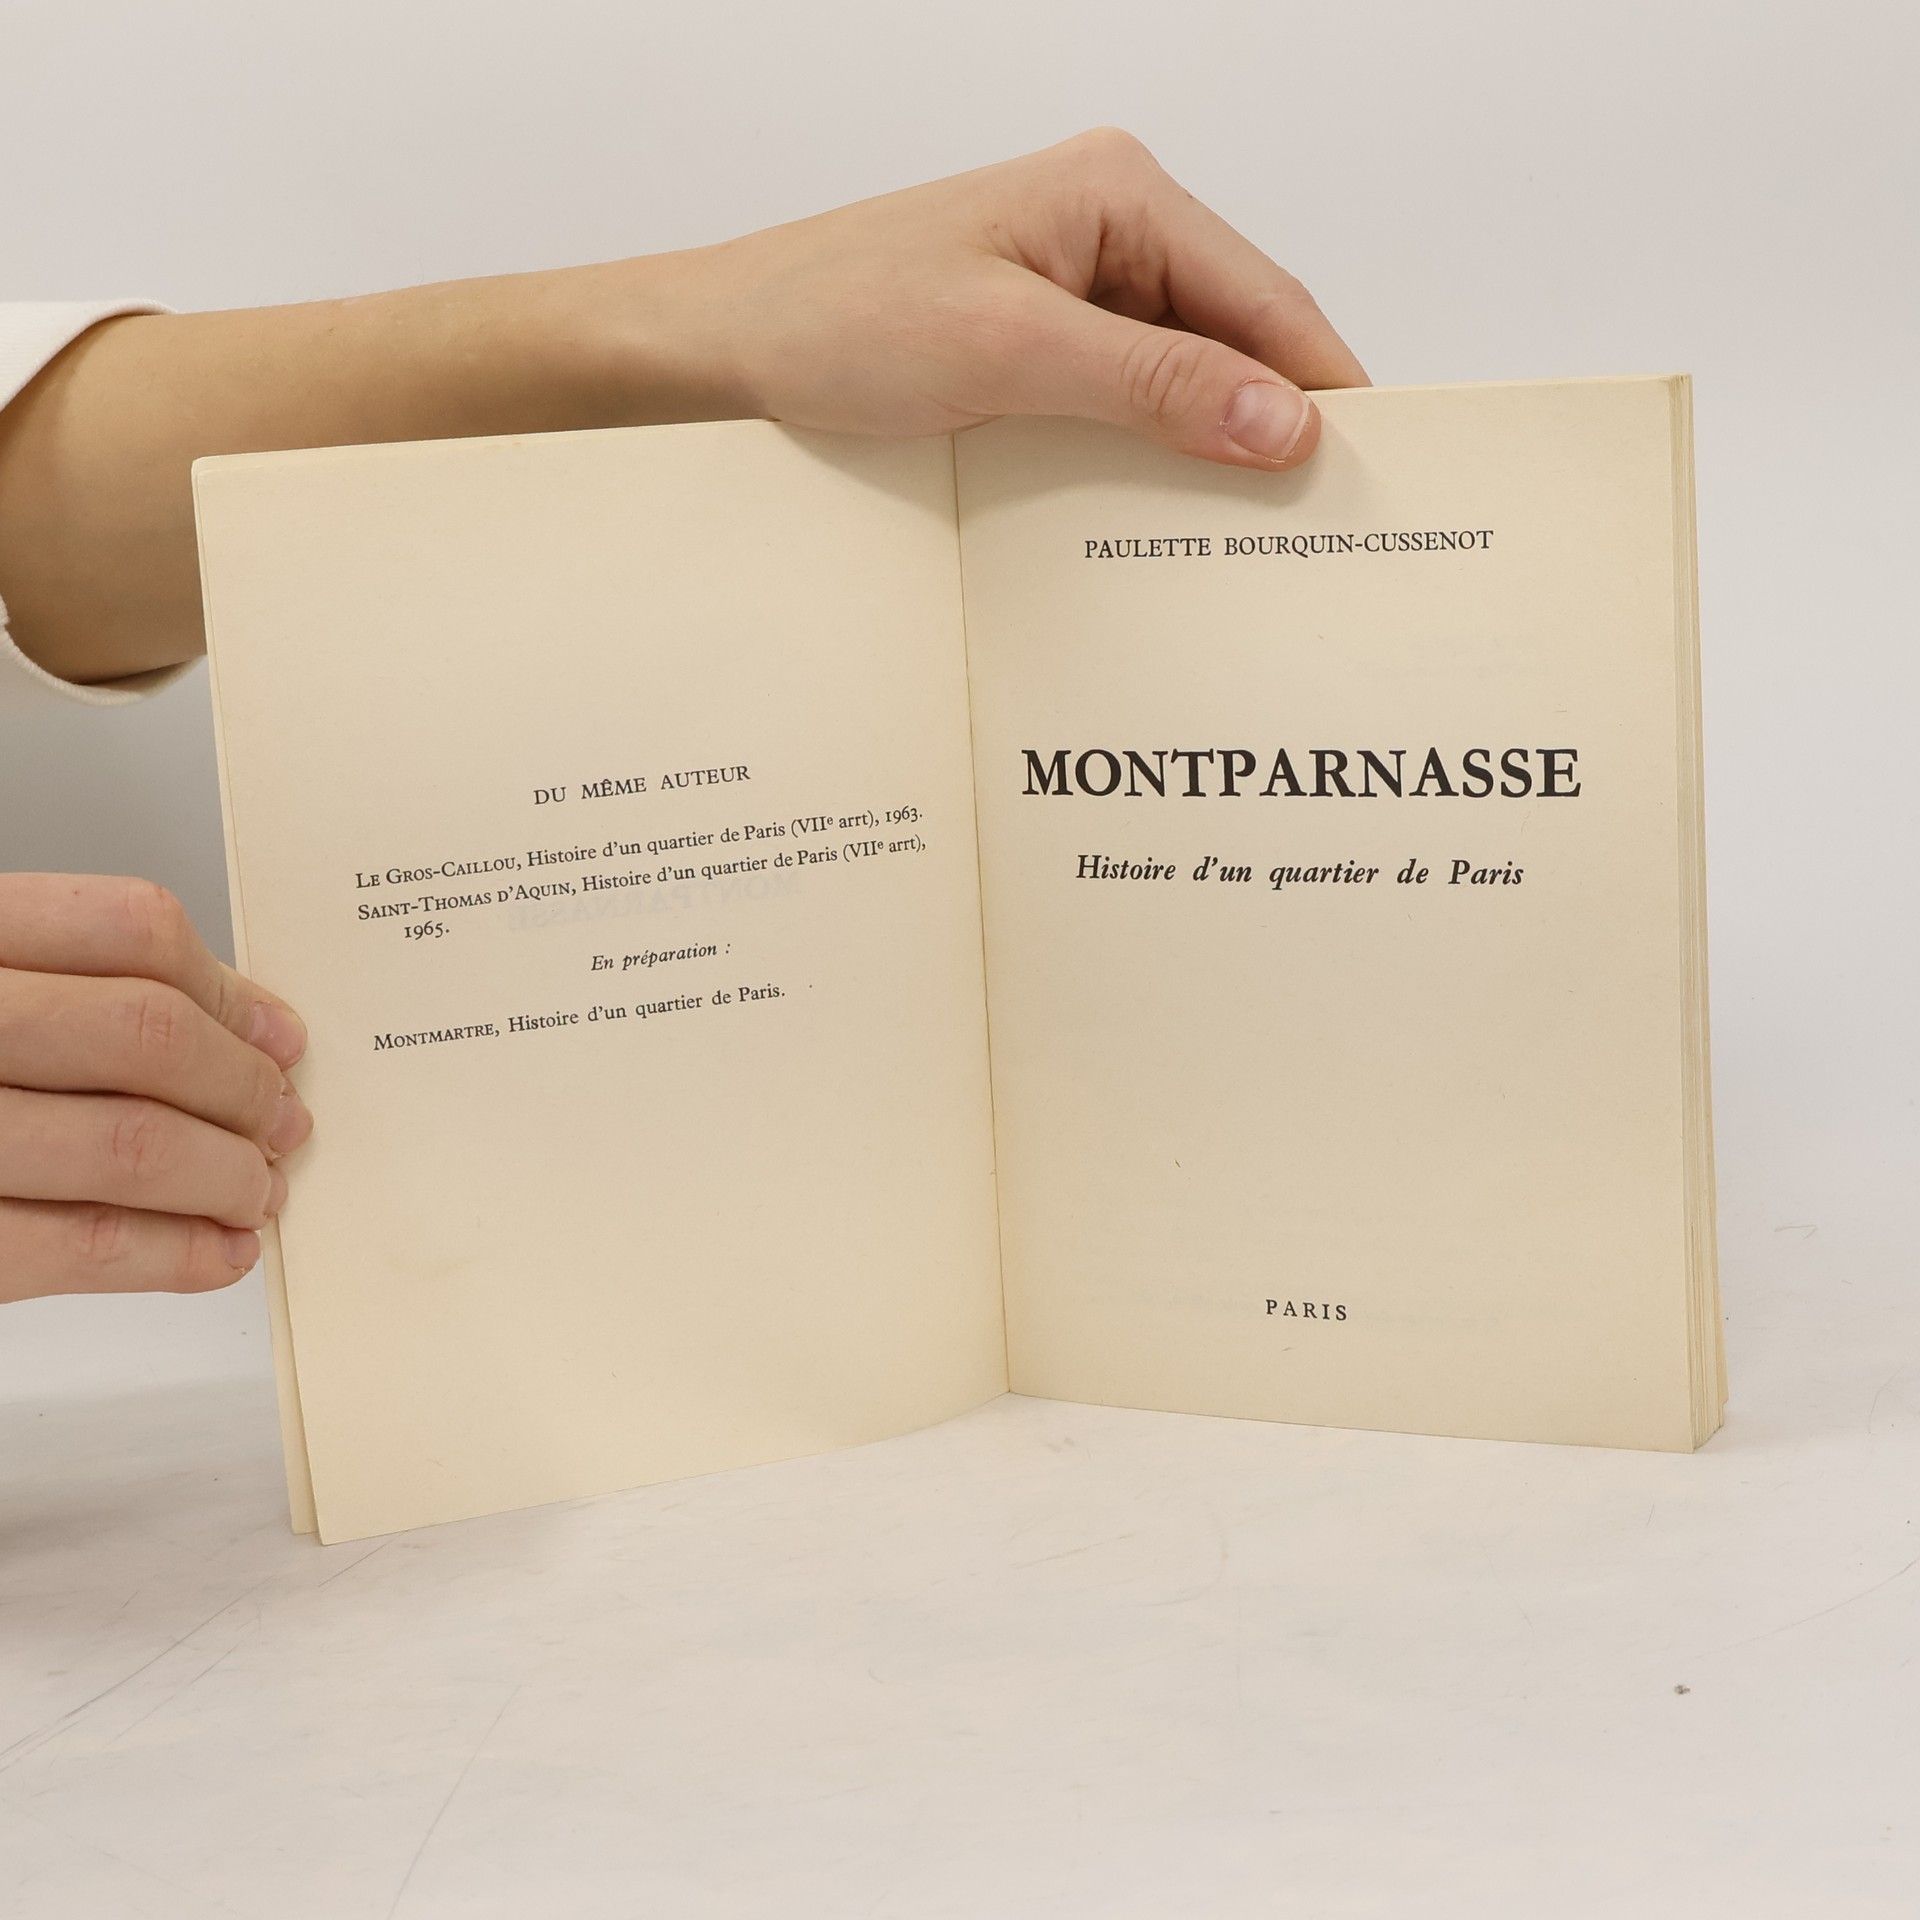 DU MÊME AUTEUR
LE GROS-CAILLOU, Histoire d'un quartier de Paris (VIIe arrt), 1963.
SAINT-THOMAS D'AQUIN, Histoire d'un quartier de Paris (VIIe arrt),
1965.
En préparation :
MONTMARTRE, Histoire d'un quartier de Paris.
PAULETTE BOURQUIN-CUSSENOT
MONTPARNASSE
Histoire d'un quartier de Paris
PARIS